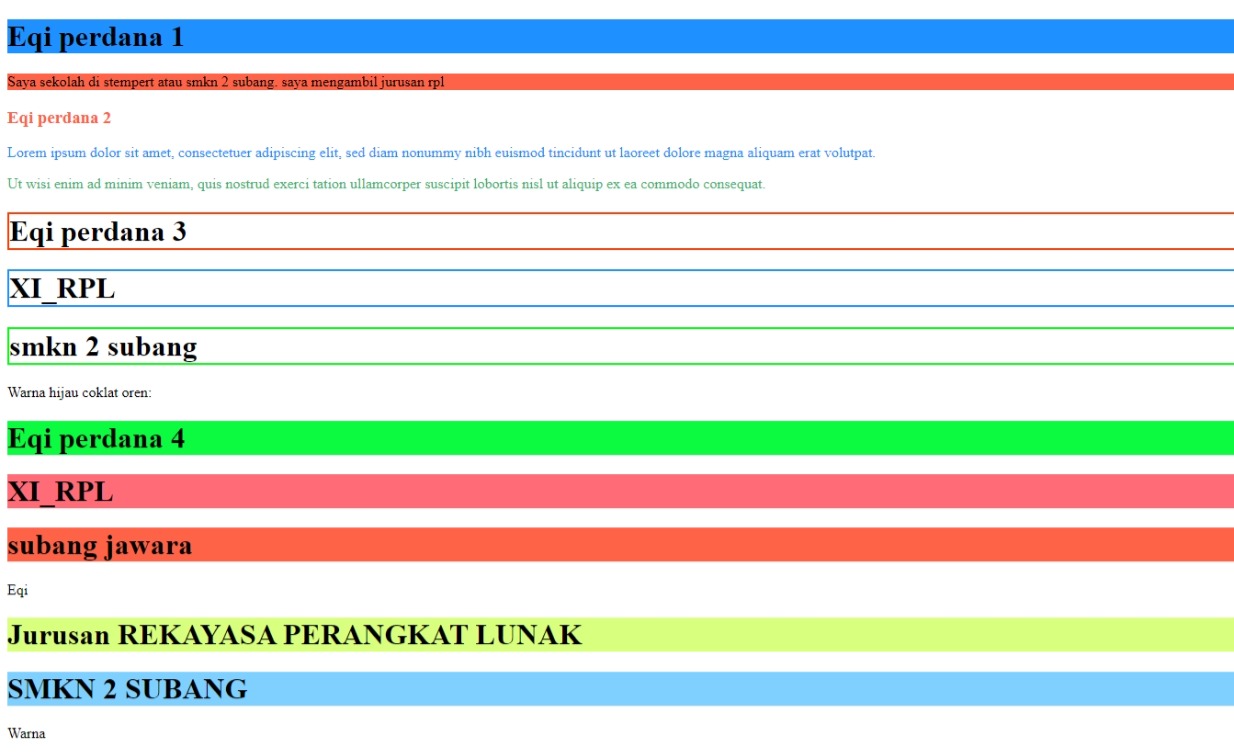 Eqi perdana 1
Saya sekolah di stempert atau smkn 2 subang. saya mengambil jurusan rpl
Eqi perdana 2
Lorem ipsum dolor sit amet, consectetuer adipiscing elit, sed diam nonummy nibh euismod tincidunt ut laoreet dolore magna aliquam erat volutpat.
Ut wisi enim ad minim veniam, quis nostrud exerci tation ullamcorper suscipit lobortis nisl ut aliquip ex ea commodo consequat.
Eqi perdana 3
XI_RPL
smkn 2 subang
Warna hijau coklat oren:
Eqi perdana 4
XI_RPL
subang jawara
Eqi
Jurusan REKAYASA PERANGKAT LUNAK
SMKN 2 SUBANG
Warna